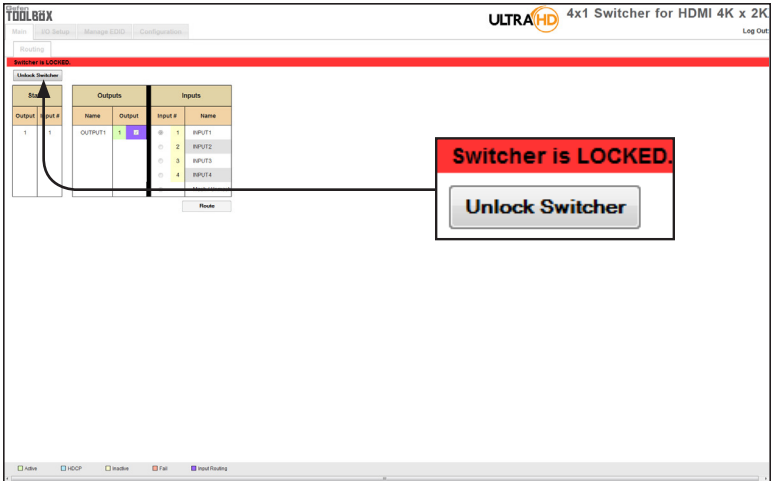 Gefen
TOOLBOX
ULTRA HD 4x1 Switcher for HDMI 4K x 2K
Log Out
Main I/O Setup Manage EDID Configuration
Routing
Switcher is LOCKED.
Unlock Switcher
Outputs Inputs
Output Input # Name Output Input # Name
1 1 OUTPUT1 1 1 INPUT1
2 INPUT2
3 INPUT3
4 INPUT4
Route
Switcher is LOCKED.
Unlock Switcher
Active HDCP Inactive Fail Input Routing